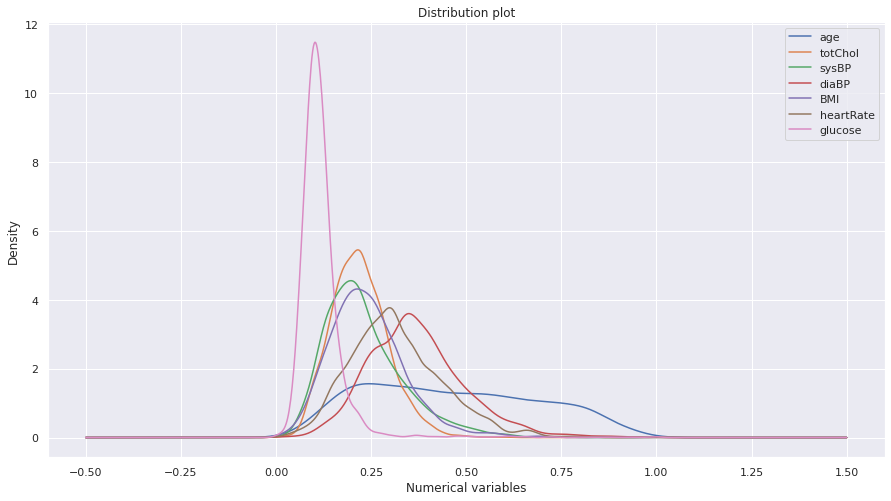 Distribution plot
12
10
8
6
4
2
0
Density
age
totChol
sysBP
diaBP
BMI
heartRate
glucose
−0.50 −0.25 0.00 0.25 0.50 0.75 1.00 1.25 1.50
Numerical variables